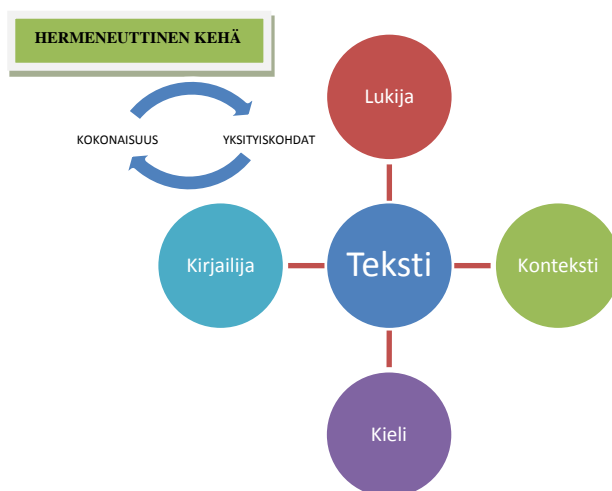 HERMENEUTTINEN KEHÄ
Lukija
KOKONAISUUS
YKSITYISKOHDAT
Kirjailija
Teksti
Konteksti
Kieli